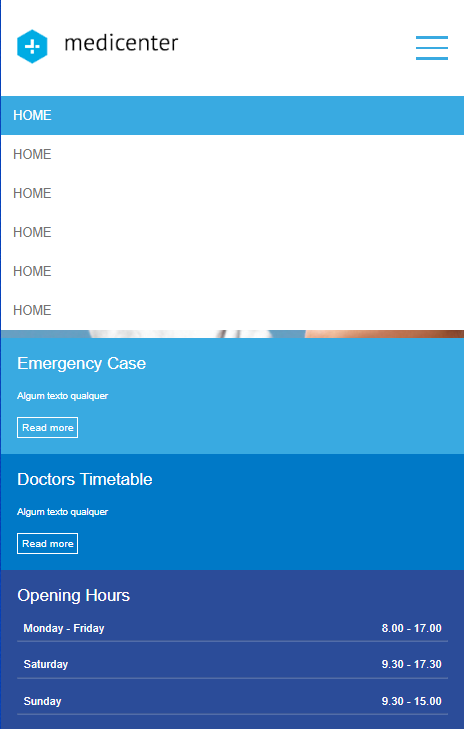 medicenter
HOME
HOME
HOME
HOME
HOME
HOME
Emergency Case
Algum texto qualquer
Read more
Doctors Timetable
Algum texto qualquer
Read more
Opening Hours
Monday - Friday 8.00 - 17.00
Saturday 9.30 - 17.30
Sunday 9.30 - 15.00